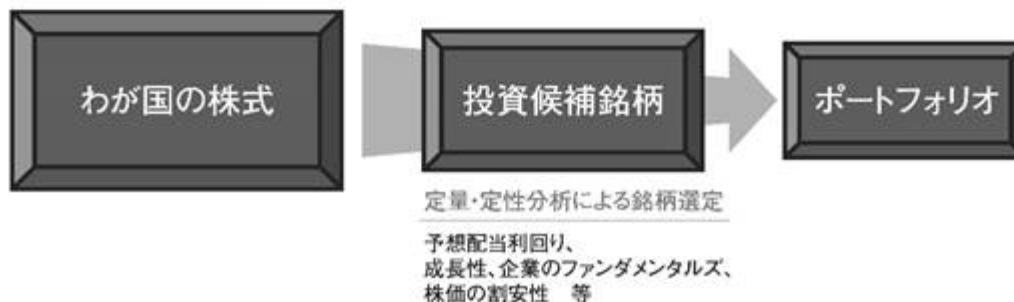 わが国の株式
投資候補銘柄
ポートフォリオ
定量・定性分析による銘柄選定
予想配当利回り、
成長性、企業のファンダメンタルズ、
株価の割安性　等